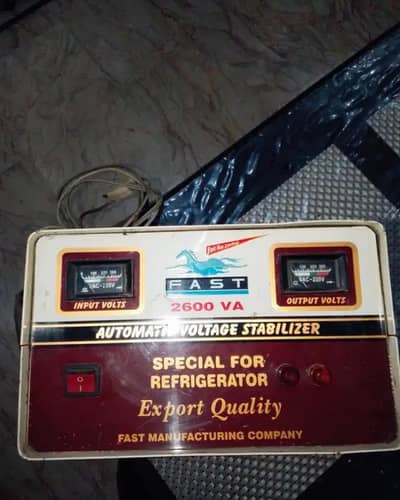 FAST
2600 VA
INPUT VOLTS
OUTPUT VOLTS
AUTOMATIC VOLTAGE STABILIZER
SPECIAL FOR
REFRIGERATOR
Export Quality
FAST MANUFACTURING COMPANY